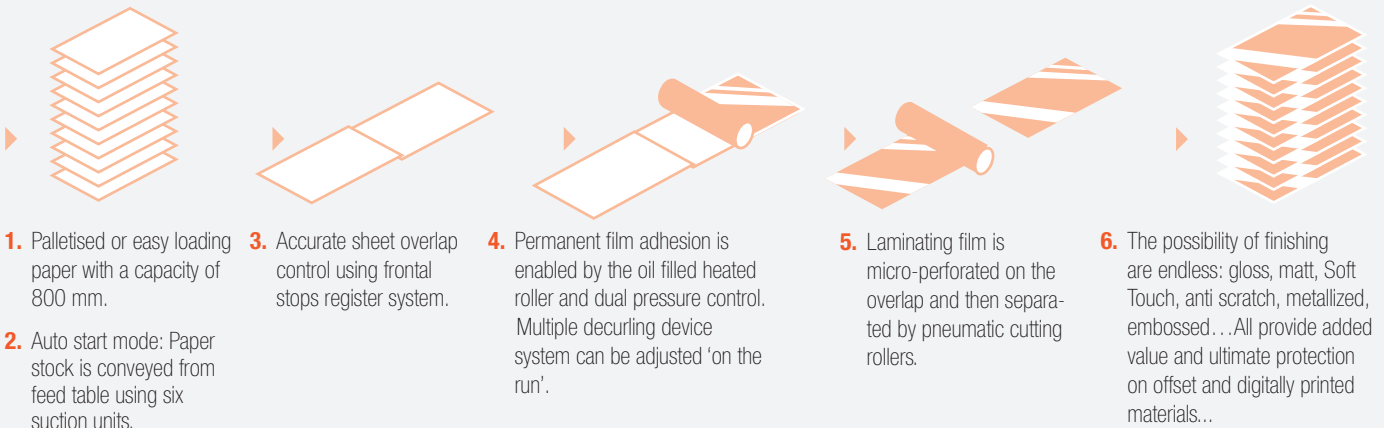 1. Palletised or easy loading
paper with a capacity of
800 mm.
2. Auto start mode: Paper
stock is conveyed from
feed table using six
suction units.
3. Accurate sheet overlap
control using frontal
stops register system.
4. Permanent film adhesion is
enabled by the oil filled heated
roller and dual pressure control.
Multiple decurling device
system can be adjusted ‘on the
run’.
5. Laminating film is
micro-perforated on the
overlap and then separa-
ted by pneumatic cutting
rollers.
6. The possibility of finishing
are endless: gloss, matt, Soft
Touch, anti scratch, metallized,
embossed…All provide added
value and ultimate protection
on offset and digitally printed
materials...